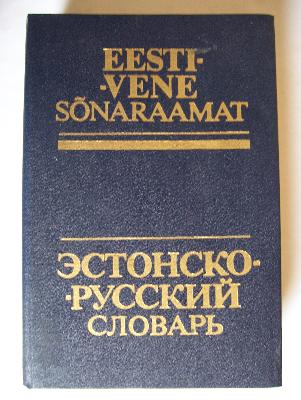 EESTI-
-VENE
SÕNARAAMAT
ЭСТОНСКО-
-РУССКИЙ
СЛОВАРЬ